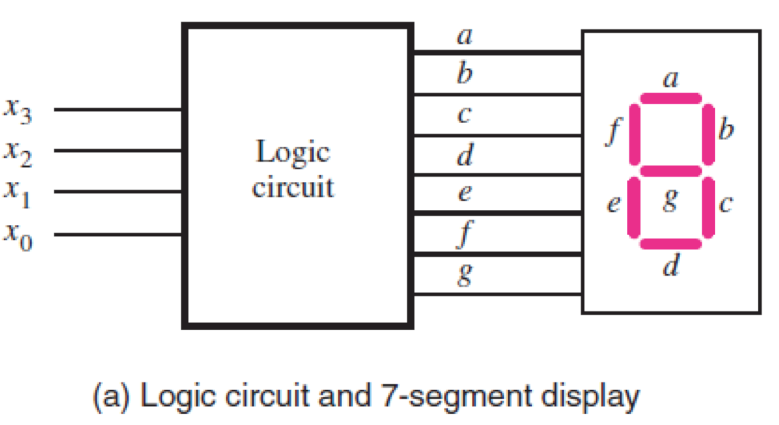 x3
x2
x1
x0
Logic
circuit
a
b
c
d
e
f
g
a
f
b
g
e
c
d
(a) Logic circuit and 7-segment display